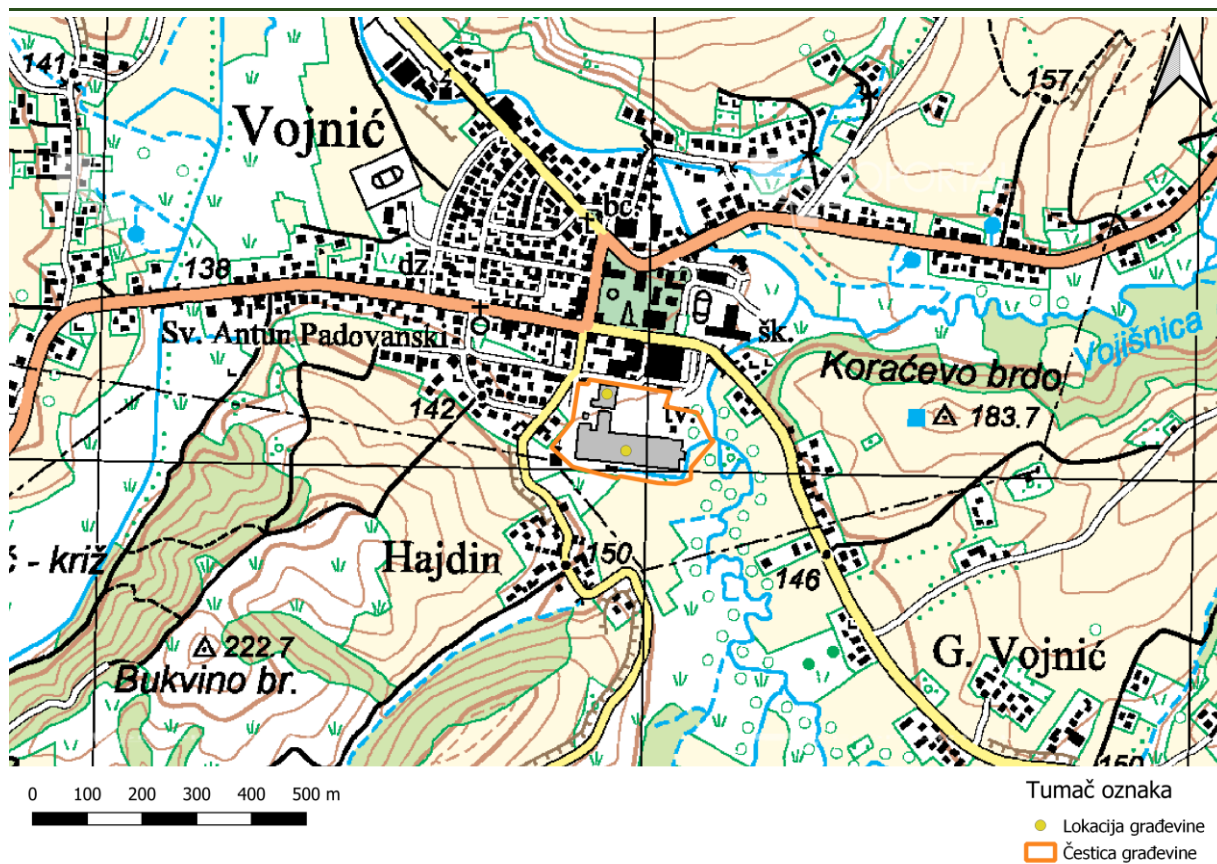 141
157
Vojnić
bc.
138
dz
Sv. Antun Padovanski
šk.
Vojišnica
Koraćevo brdo
142
tv.
183.7
Hajdin
150
146
č - križ
222.7
Bukvino br.
G. Vojnić
150
0 100 200 300 400 500 m
Tumač oznaka
Lokacija građevine
Čestica građevine